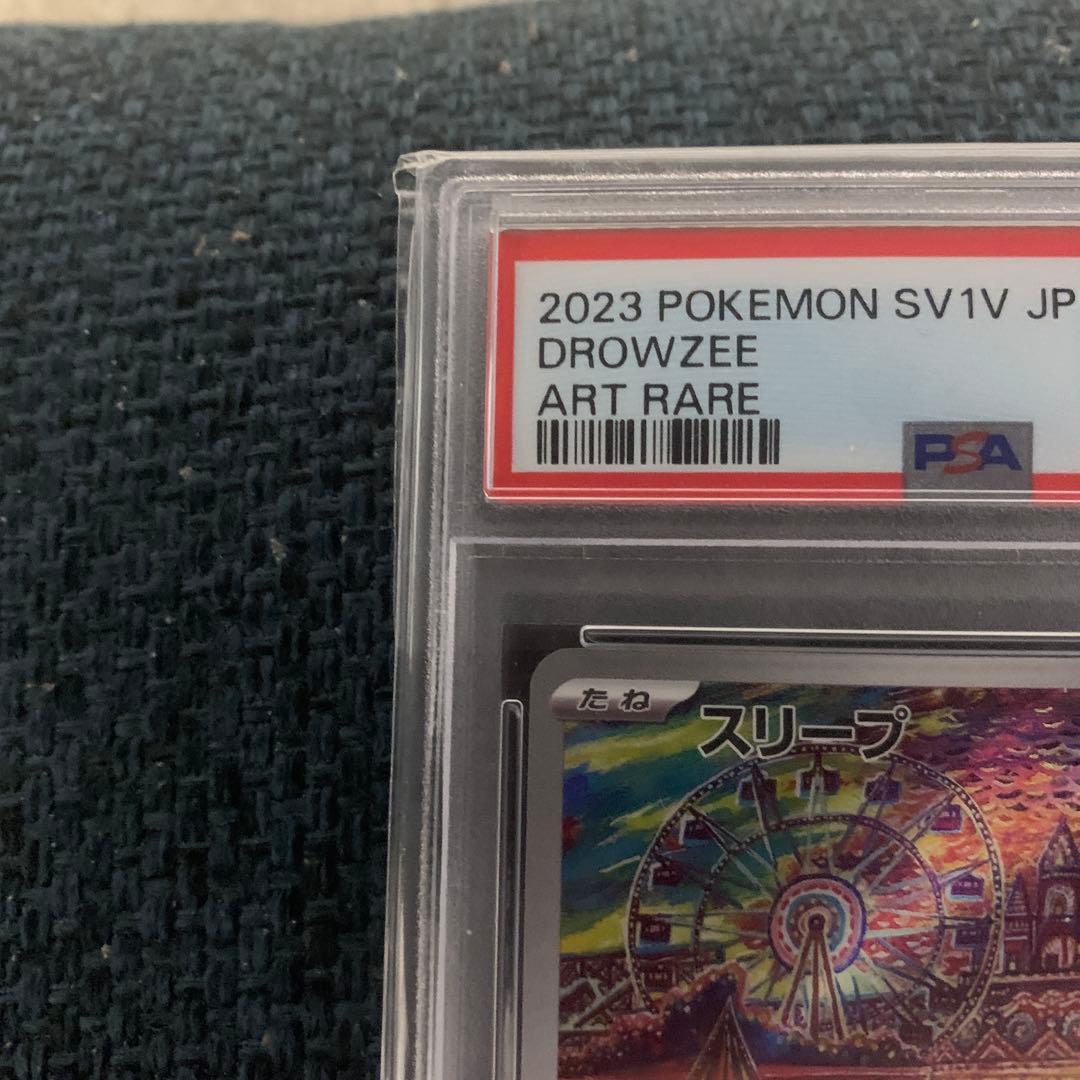 2023 POKEMON SV1V JP
DROWZEE
ART RARE
PSA
たね
スリープ